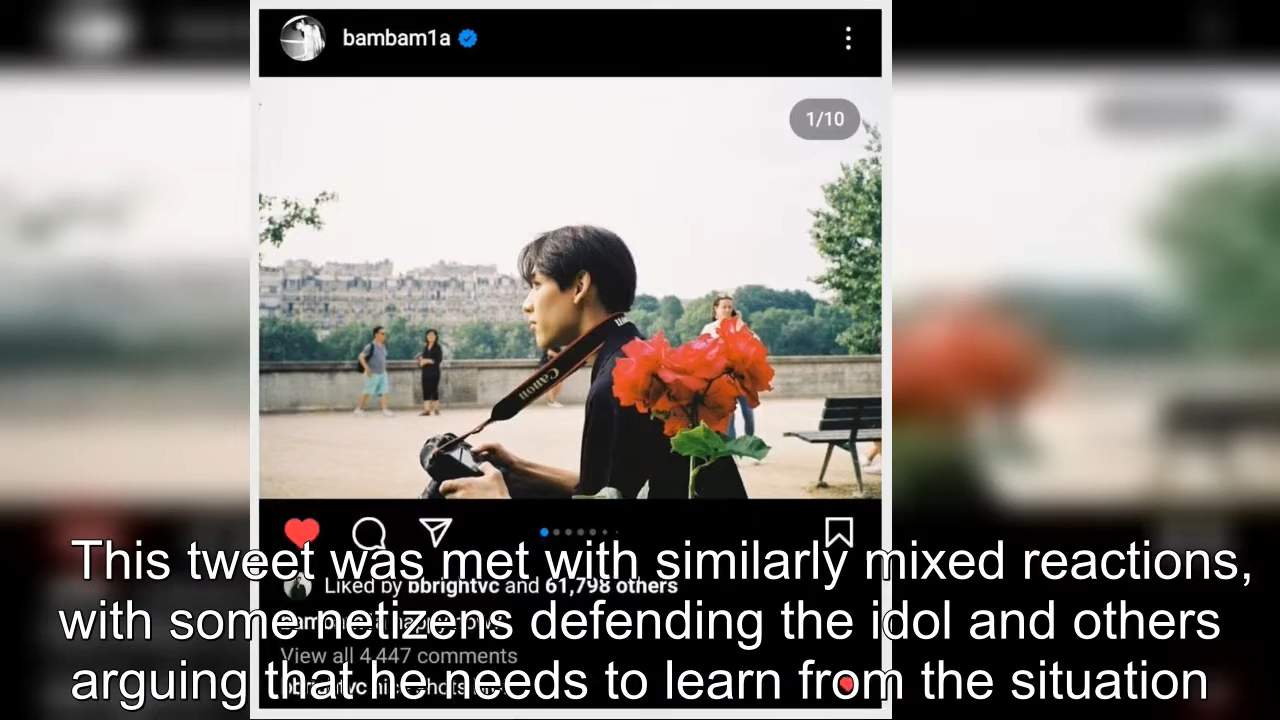 bambam1a
1/10
Canon
Liked by bbrightvc and 61,798 others
View all 4,447 comments
bbrightvc
This tweet was met with similarly mixed reactions,
with some netizens defending the idol and others
arguing that he needs to learn from the situation